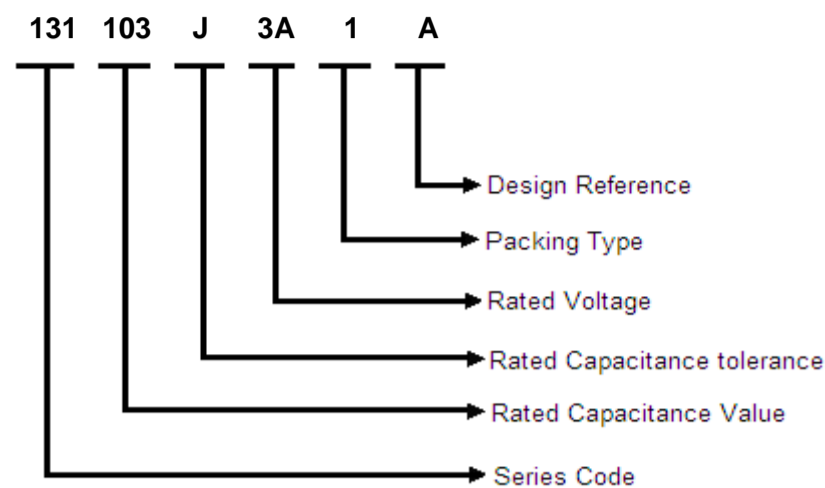 131 103 J 3A 1 A
Design Reference
Packing Type
Rated Voltage
Rated Capacitance tolerance
Rated Capacitance Value
Series Code